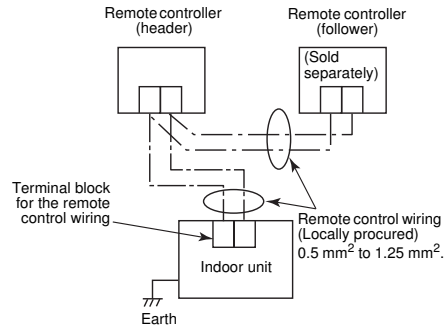 Remote controller
(header)
Remote controller
(follower)
(Sold
separately)
Terminal block
for the remote
control wiring
Remote control wiring
(Locally procured)
0.5 mm² to 1.25 mm².
Indoor unit
Earth